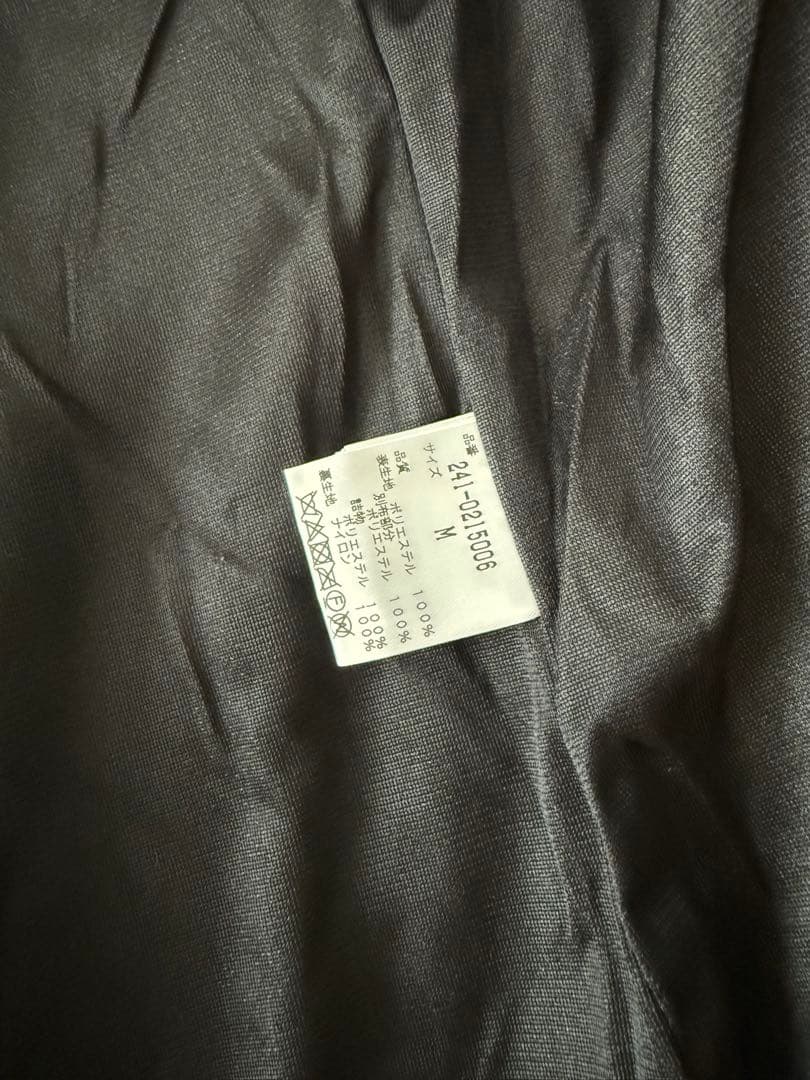 品番 241-0215006
サイズ M
品質
表生地 ポリエステル 100%
別布部分
ポリエステル 100%
詰物
ポリエステル 100%
裏生地 ナイロン 100%
F